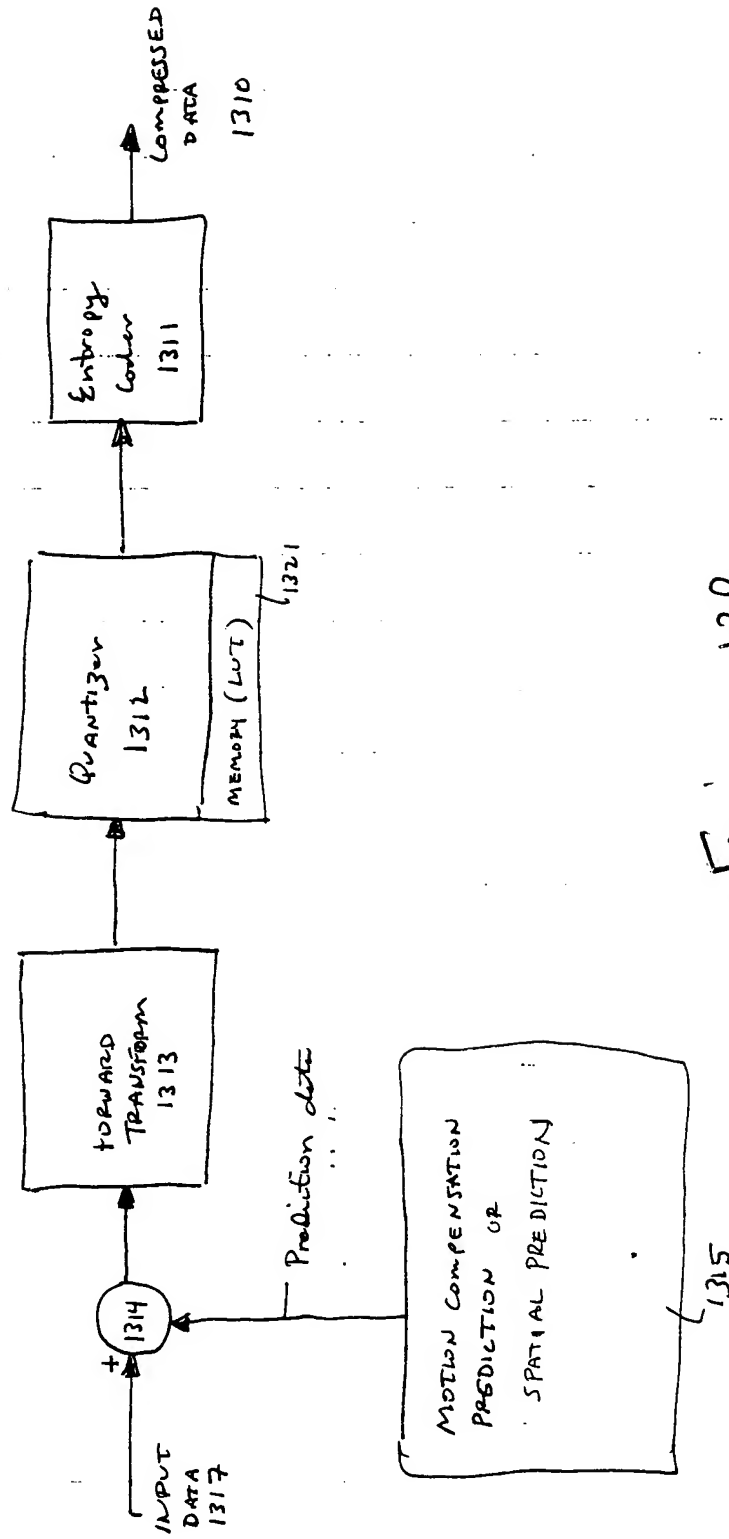 INPUT
DATA
1317
+
1314
FORWARD
TRANSFORM
1313
QUANTIZER
1312
MEMORY (LUT)
1321
Entropy
Coder
1311
COMPRESSED
DATA
1310
Prediction data
MOTION COMPENSATION
PREDICTION OR
SPATIAL PREDICTION
1315